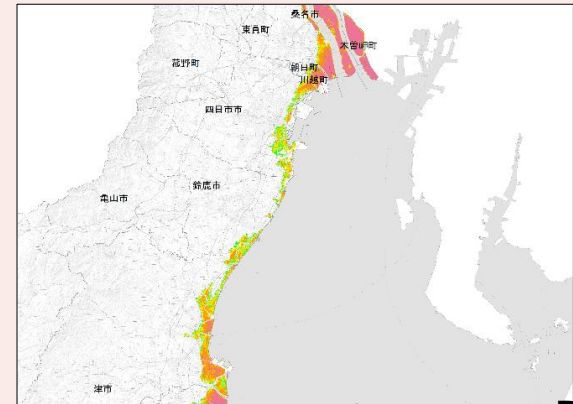 桑名市
東員町
木曽岬町
菰野町
朝日町
川越町
四日市市
鈴鹿市
亀山市
津市